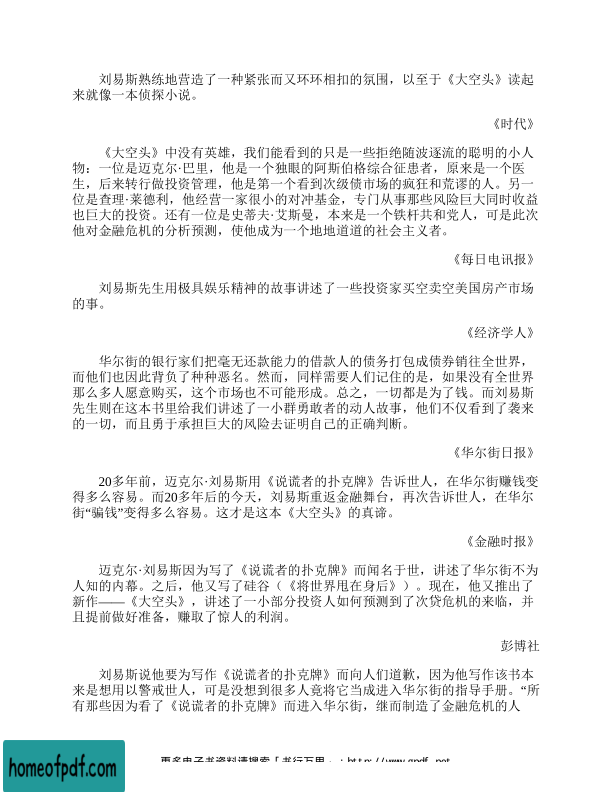 刘易斯熟练地营造了一种紧张而又环环相扣的氛围，以至于《大空头》读起
来就像一本侦探小说。
《时代》
《大空头》中没有英雄，我们能看到的只是一些拒绝随波逐流的聪明的小人
物：一位是迈克尔·巴里，他是一个独眼的阿斯伯格综合征患者，原来是一个医
生，后来转行做投资管理，他是第一个看到次级债市场的疯狂和荒谬的人。另一
位是查理·莱德利，他经营一家很小的对冲基金，专门从事那些风险巨大同时收益
也巨大的投资。还有一位是史蒂夫·艾斯曼，本来是一个铁杆共和党人，可是此次
他对金融危机的分析预测，使他成为一个地地道道的社会主义者。
《每日电讯报》
刘易斯先生用极具娱乐精神的故事讲述了一些投资家买空卖空美国房产市场
的事。
《经济学人》
华尔街的银行家们把毫无还款能力的借款人的债务打包成债券销往全世界，
而他们也因此背负了种种恶名。然而，同样需要人们记住的是，如果没有全世界
那么多人愿意购买，这个市场也不可能形成。总之，一切都是为了钱。而刘易斯
先生则在这本书里给我们讲述了一小群勇敢者的动人故事，他们不仅看到了袭来
的一切，而且勇于承担巨大的风险去证明自己的正确判断。
《华尔街日报》
20多年前，迈克尔·刘易斯用《说谎者的扑克牌》告诉世人，在华尔街赚钱变
得多么容易。而20多年后的今天，刘易斯重返金融舞台，再次告诉世人，在华尔
街“骗钱”变得多么容易。这才是这本《大空头》的真谛。
《金融时报》
迈克尔·刘易斯因为写了《说谎者的扑克牌》而闻名于世，讲述了华尔街不为
人知的内幕。之后，他又写了硅谷（《将世界甩在身后》）。现在，他又推出了
新作——《大空头》，讲述了一小部分投资人如何预测到了次贷危机的来临，并
且提前做好准备，赚取了惊人的利润。
彭博社
刘易斯说他要为写作《说谎者的扑克牌》而向人们道歉，因为他写作该书本
来是想用以警戒世人，可是没想到很多人竟将它当成进入华尔街的指导手册。“所
有那些因为看了《说谎者的扑克牌》而进入华尔街，继而制造了金融危机的人
更多电子书资料请搜索「书行万里」：http://www.gpdf.net
homeofpdf.com